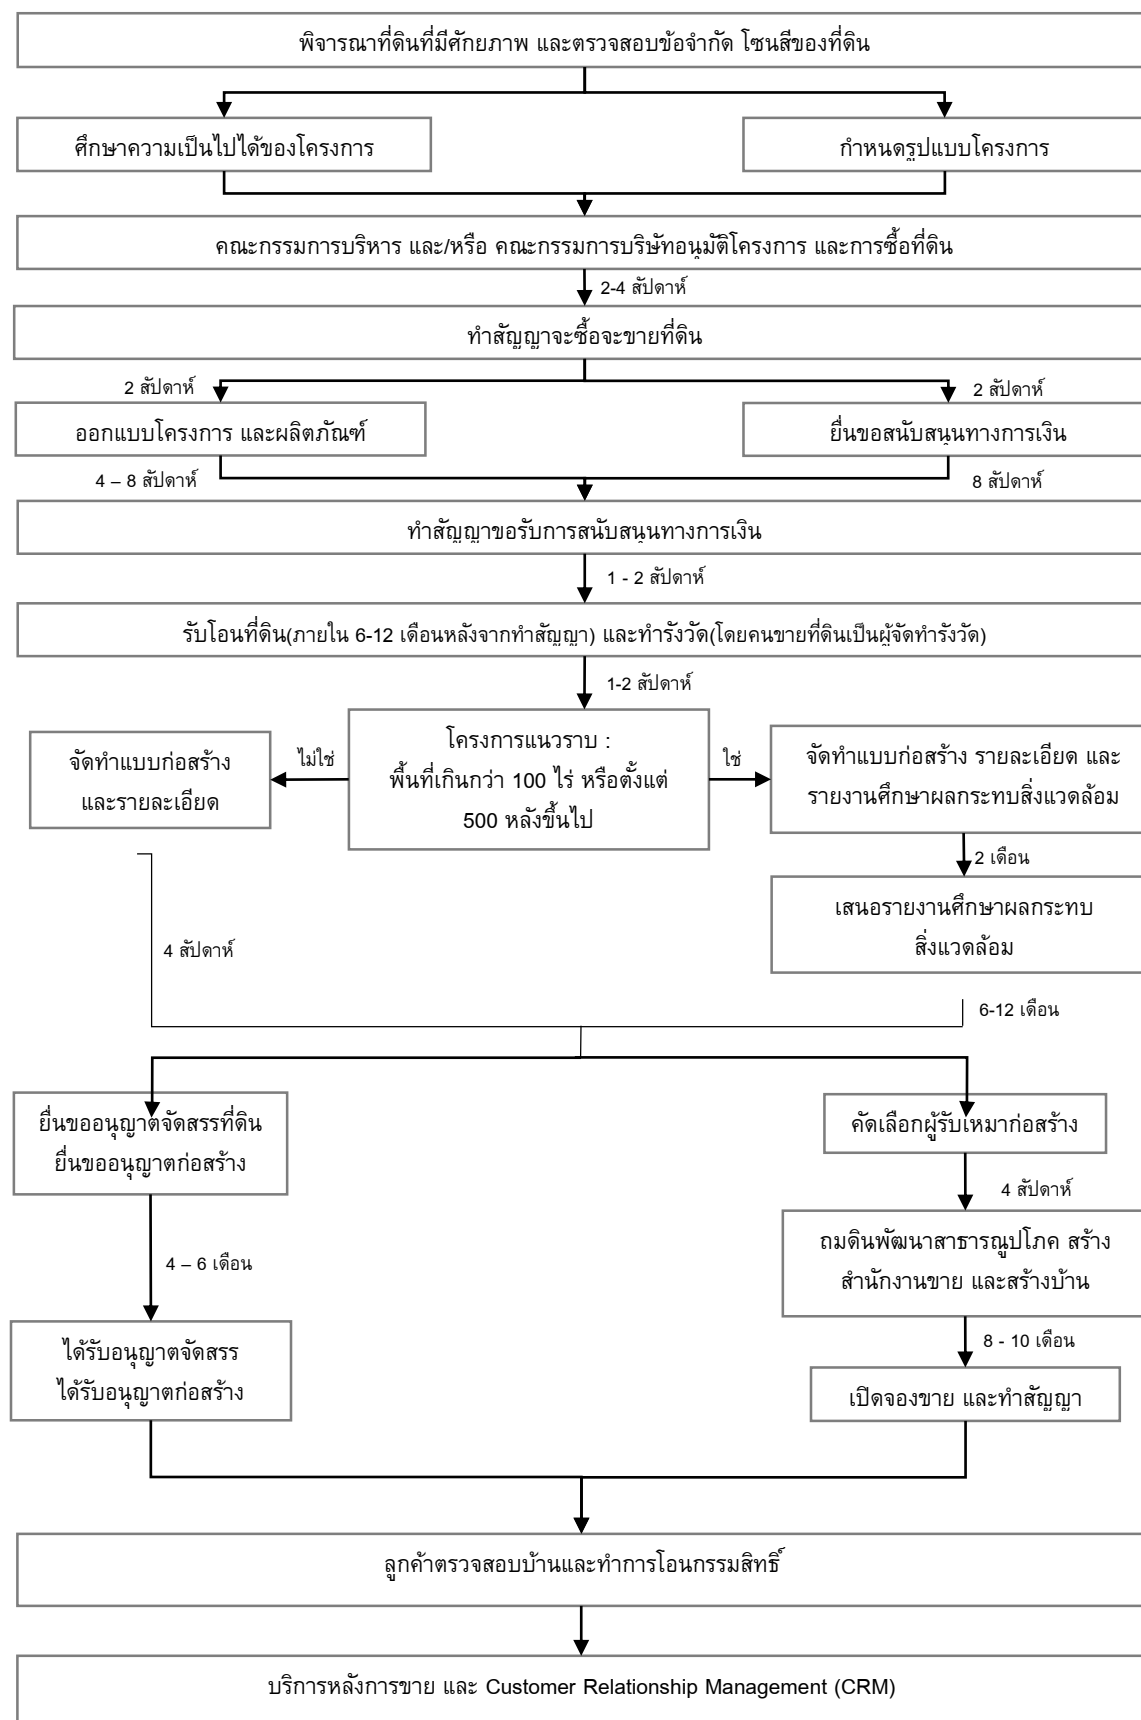 พิจารณาที่ดินที่มีศักยภาพ และตรวจสอบข้อจำกัด โซนสีของที่ดิน
ศึกษาความเป็นไปได้ของโครงการ
กำหนดรูปแบบโครงการ
คณะกรรมการบริหาร และ/หรือ คณะกรรมการบริษัทอนุมัติโครงการ และการซื้อที่ดิน
2-4 สัปดาห์
ทำสัญญาจะซื้อจะขายที่ดิน
2 สัปดาห์
2 สัปดาห์
ออกแบบโครงการ และผลิตภัณฑ์
ยื่นขอสนับสนุนทางการเงิน
4 – 8 สัปดาห์
8 สัปดาห์
ทำสัญญาขอรับการสนับสนุนทางการเงิน
1 - 2 สัปดาห์
รับโอนที่ดิน(ภายใน 6-12 เดือนหลังจากทำสัญญา) และทำรังวัด(โดยคนขายที่ดินเป็นผู้จัดทำรังวัด)
1-2 สัปดาห์
จัดทำแบบก่อสร้าง
และรายละเอียด
ไม่ใช่
โครงการแนวราบ :
พื้นที่เกินกว่า 100 ไร่ หรือตั้งแต่
500 หลังขึ้นไป
ใช่
จัดทำแบบก่อสร้าง รายละเอียด และ
รายงานศึกษาผลกระทบสิ่งแวดล้อม
2 เดือน
เสนอรายงานศึกษาผลกระทบ
สิ่งแวดล้อม
4 สัปดาห์
6-12 เดือน
ยื่นขออนุญาตจัดสรรที่ดิน
ยื่นขออนุญาตก่อสร้าง
คัดเลือกผู้รับเหมาก่อสร้าง
4 สัปดาห์
ถมดินพัฒนาสาธารณูปโภค สร้าง
สำนักงานขาย และสร้างบ้าน
4 – 6 เดือน
8 - 10 เดือน
ได้รับอนุญาตจัดสรร
ได้รับอนุญาตก่อสร้าง
เปิดจองขาย และทำสัญญา
ลูกค้าตรวจสอบบ้านและทำการโอนกรรมสิทธิ์
บริการหลังการขาย และ Customer Relationship Management (CRM)